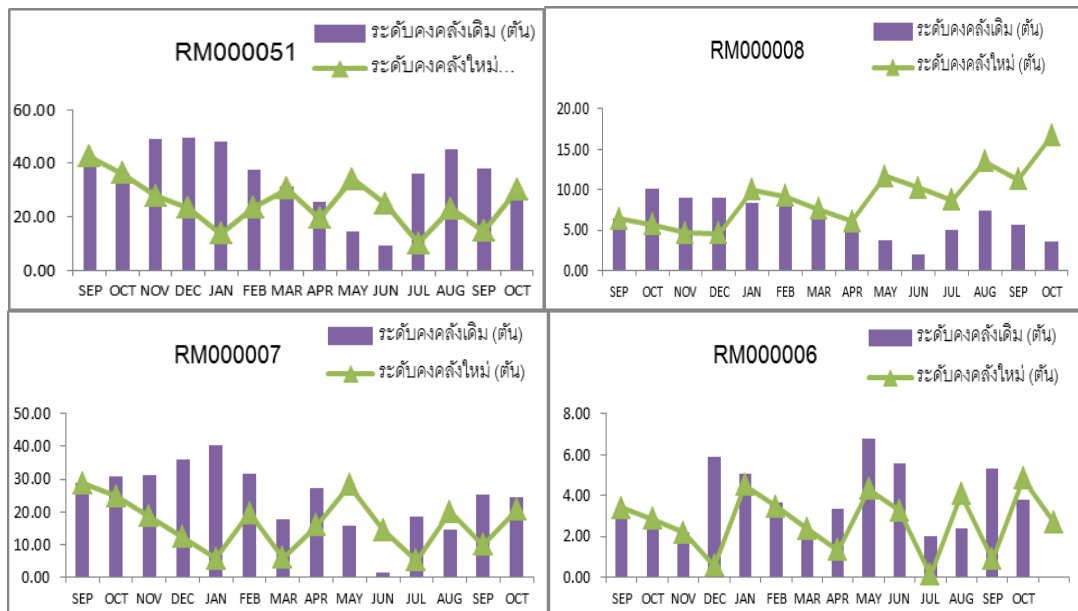 RM000051
ระดับคงคลังเดิม (ตัน)
ระดับคงคลังใหม่…
60.00
40.00
20.00
0.00
SEP OCT NOV DEC JAN FEB MAR APR MAY JUN JUL AUG SEP OCT
RM000008
ระดับคงคลังเดิม (ตัน)
ระดับคงคลังใหม่ (ตัน)
20.00
15.00
10.00
5.00
0.00
SEP OCT NOV DEC JAN FEB MAR APR MAY JUN JUL AUG SEP OCT
RM000007
ระดับคงคลังเดิม (ตัน)
ระดับคงคลังใหม่ (ตัน)
50.00
40.00
30.00
20.00
10.00
0.00
SEP OCT NOV DEC JAN FEB MAR APR MAY JUN JUL AUG SEP OCT
RM000006
ระดับคงคลังเดิม (ตัน)
ระดับคงคลังใหม่ (ตัน)
8.00
6.00
4.00
2.00
0.00
SEP OCT NOV DEC JAN FEB MAR APR MAY JUN JUL AUG SEP OCT